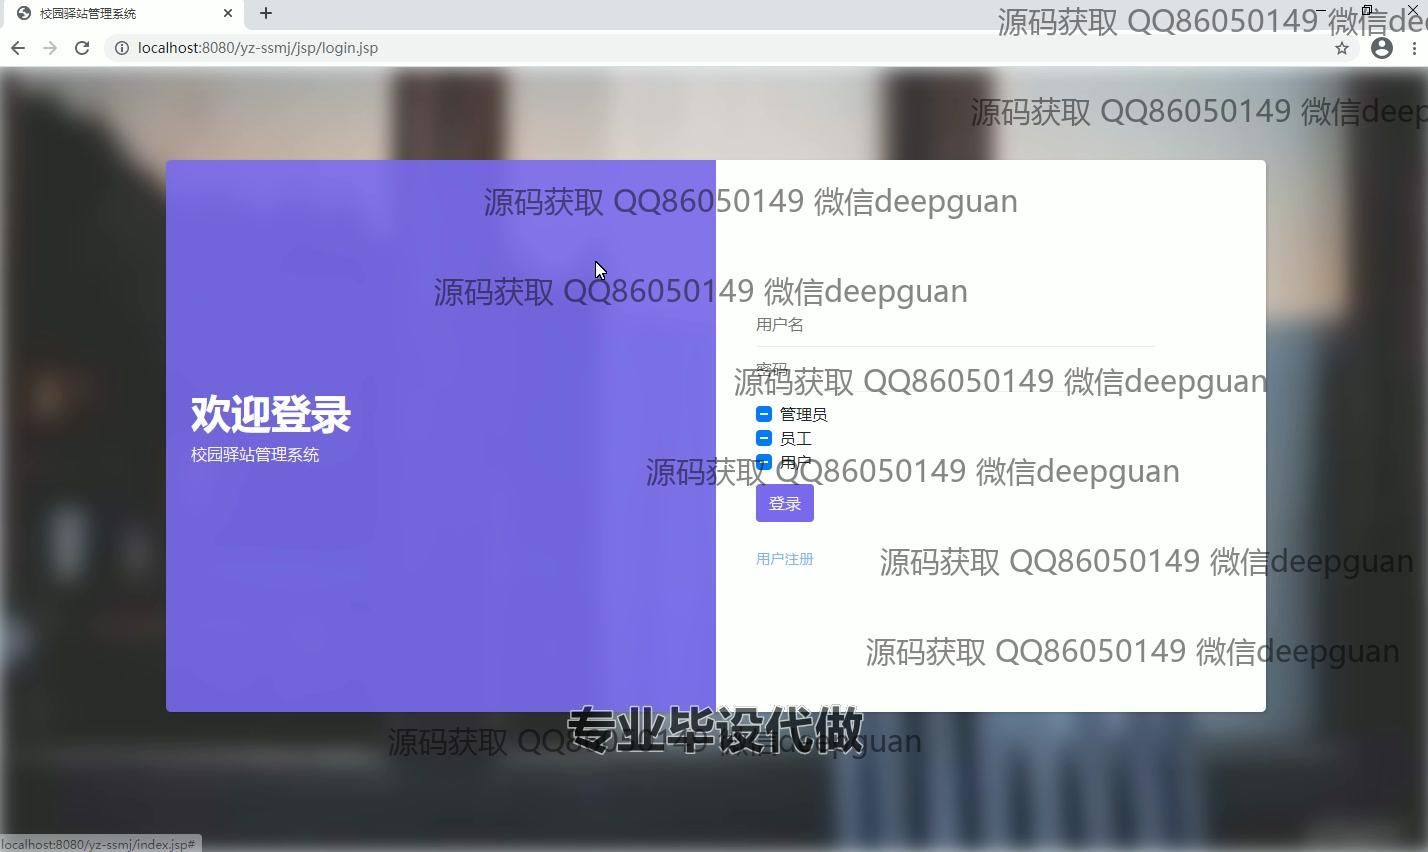 校园驿站管理系统
源码获取 QQ86050149 微信dee
localhost:8080/yz-ssmj/jsp/login.jsp
源码获取 QQ86050149 微信deep
源码获取 QQ86050149 微信deepguan
源码获取 QQ86050149 微信deepguan
用户名
密码
源码获取 QQ86050149 微信deepguan
欢迎登录
校园驿站管理系统
管理员
员工
用户
源码获取 QQ86050149 微信deepguan
登录
用户注册
源码获取 QQ86050149 微信deepguan
源码获取 QQ86050149 微信deepguan
专业毕设代做
源码获取 QQ86050149 微信deepguan
localhost:8080/yz-ssmj/index.jsp#